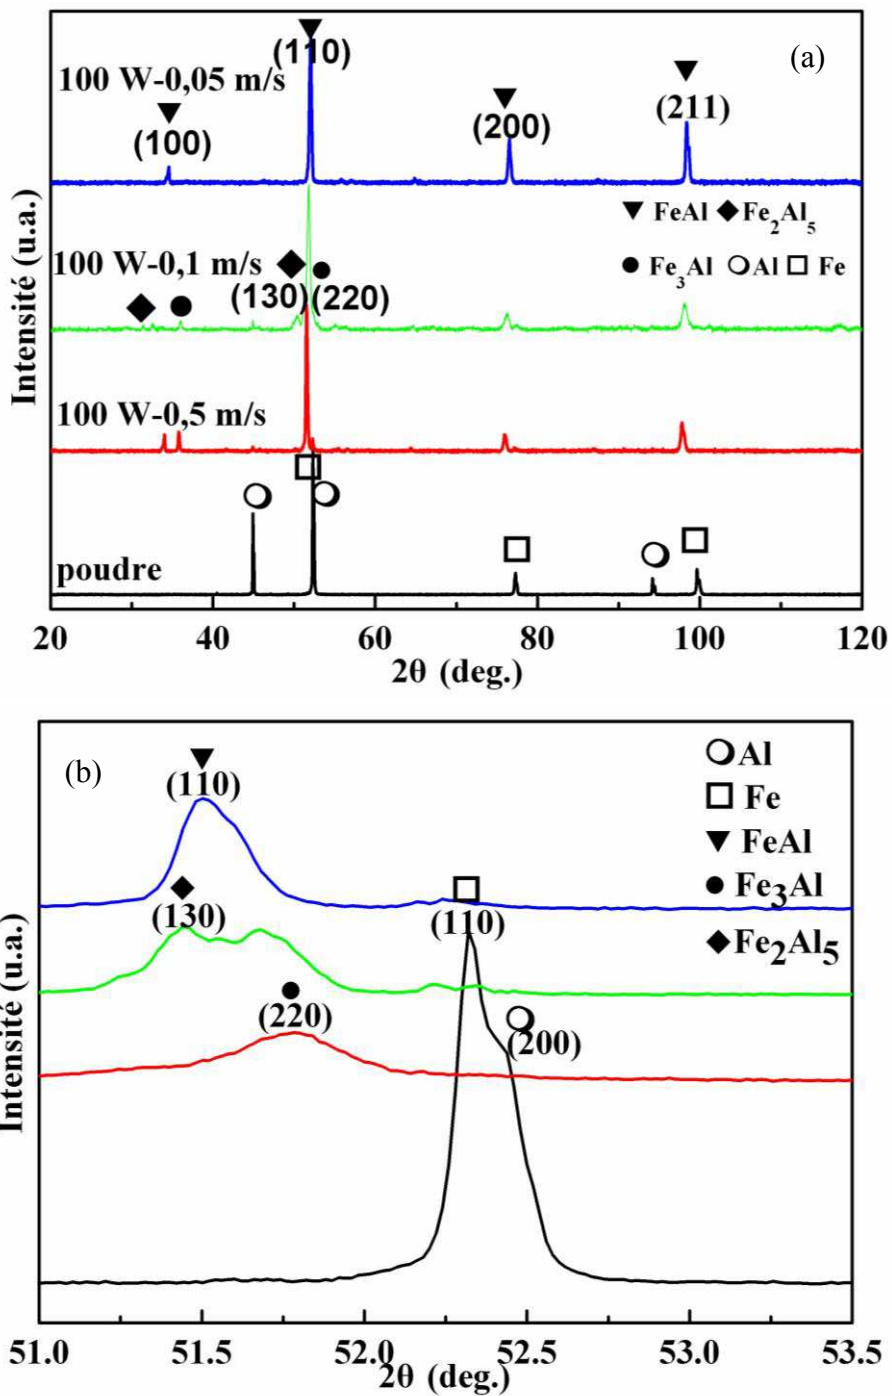 (a)
(110)
100 W-0,05 m/s
(100)
(200)
(211)
▼ FeAl ◆ Fe2Al5
100 W-0,1 m/s
● Fe3Al ○ Al □ Fe
(130) (220)
100 W-0,5 m/s
poudre
Intensité (u.a.)
20 40 60 80 100 120
2θ (deg.)
(b)
(110)
Al
Fe
FeAl
Fe3Al
Fe2Al5
(130)
(110)
(220)
(200)
Intensité (u.a.)
51.0 51.5 52.0 52.5 53.0 53.5
2θ (deg.)